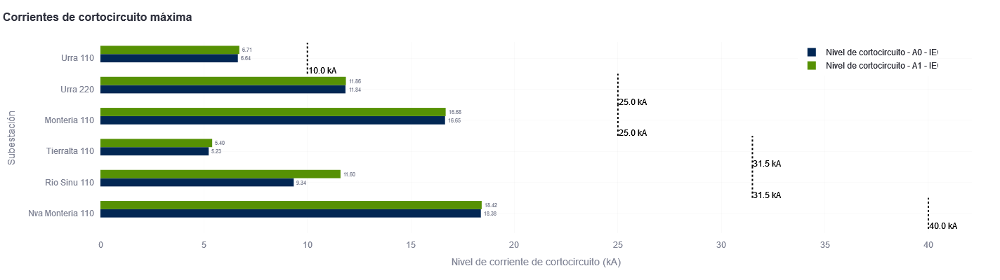 Corrientes de cortocircuito máxima
Nivel de cortocircuito - A0 - IE
Nivel de cortocircuito - A1 - IE
Subestación
Urra 110
6.71
6.64
10.0 kA
Urra 220
11.86
11.84
25.0 kA
Monteria 110
16.68
16.65
25.0 kA
Tierralta 110
5.40
5.23
31.5 kA
Rio Sinu 110
11.60
9.34
31.5 kA
Nva Monteria 110
18.42
18.38
40.0 kA
0 5 10 15 20 25 30 35 40
Nivel de corriente de cortocircuito (kA)